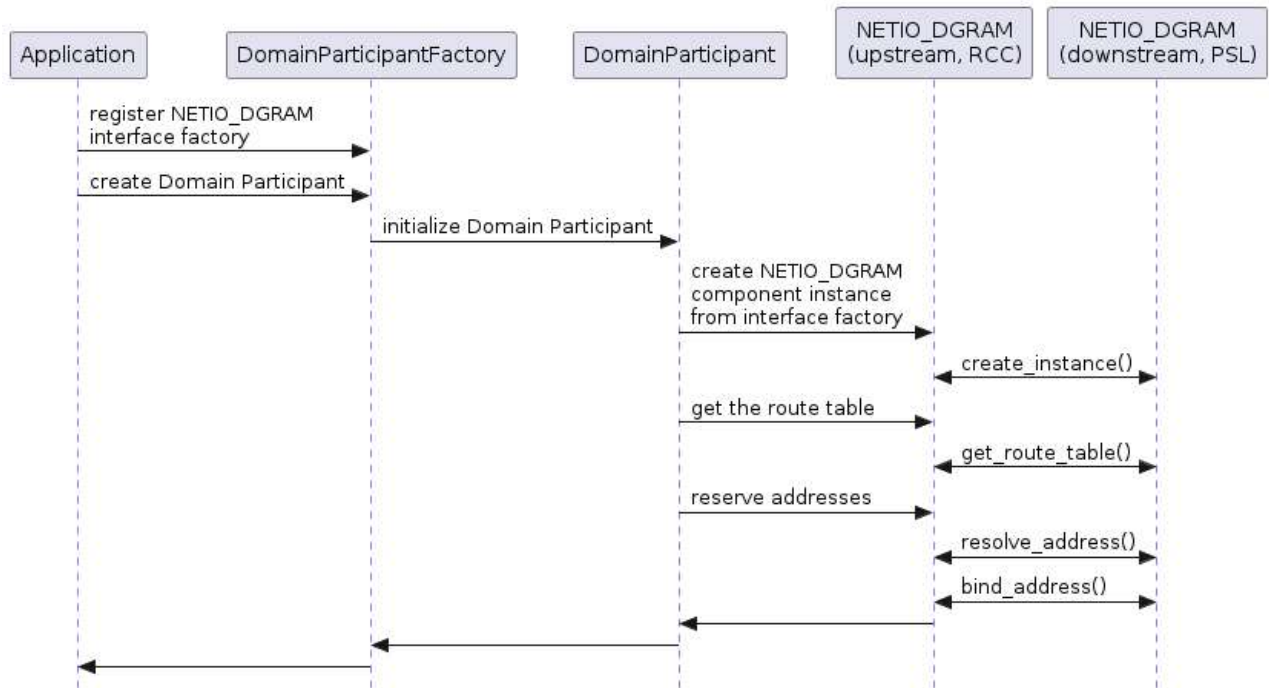 Application
DomainParticipantFactory
DomainParticipant
NETIO_DGRAM
(upstream, RCC)
NETIO_DGRAM
(downstream, PSL)
register NETIO_DGRAM
interface factory
create Domain Participant
initialize Domain Participant
create NETIO_DGRAM
component instance
from interface factory
create_instance()
get the route table
get_route_table()
reserve addresses
resolve_address()
bind_address()